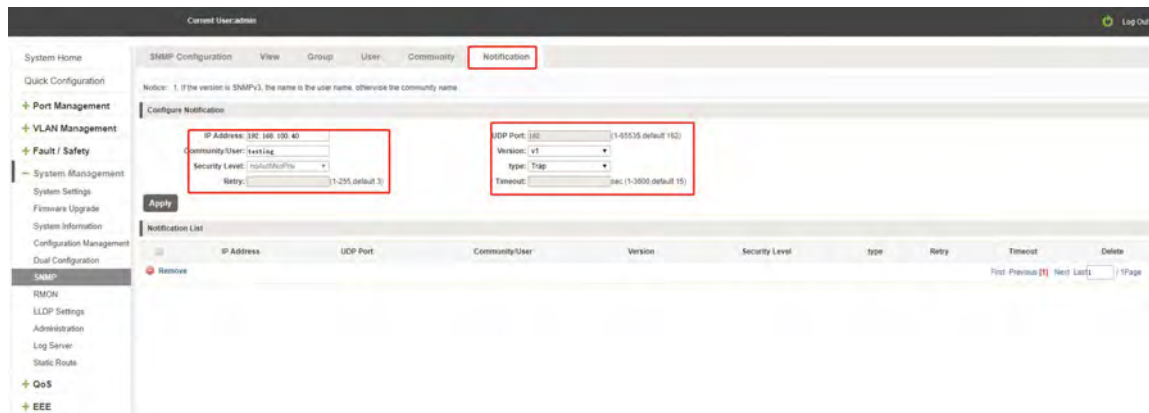 Current User:admin
Log Out
System Home
Quick Configuration
+ Port Management
+ VLAN Management
+ Fault / Safety
− System Management
System Settings
Firmware Upgrade
System Information
Configuration Management
Dual Configuration
SNMP
RMON
LLDP Settings
Administration
Log Server
Static Route
+ QoS
+ EEE
SNMP Configuration View Group User Community Notification
Notice: 1. If the version is SNMPv3, the name is the user name, otherwise the community name
Configure Notification
IP Address: 192.168.100.40 UDP Port: 162 (1-65535,default 162)
Community/User: testing Version: v1
Security Level: noAuthNoPriv type: Trap
Retry: (1-255,default 3) Timeout: sec (1-3600,default 15)
Apply
Notification List
IP Address UDP Port Community/User Version Security Level type Retry Timeout Delete
Remove First Previous [1] Next Last 1 / 1Page